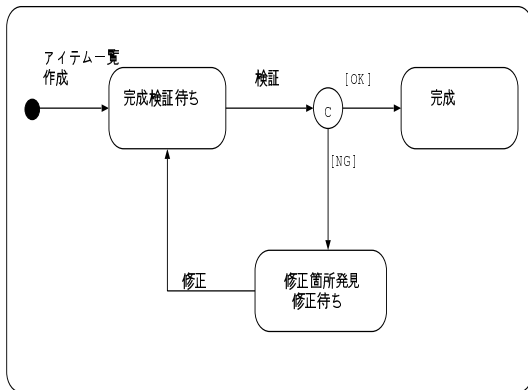 アイテム一覧
作成
完成検証待ち
検証
C
[OK]
完成
[NG]
修正
修正箇所発見
修正待ち